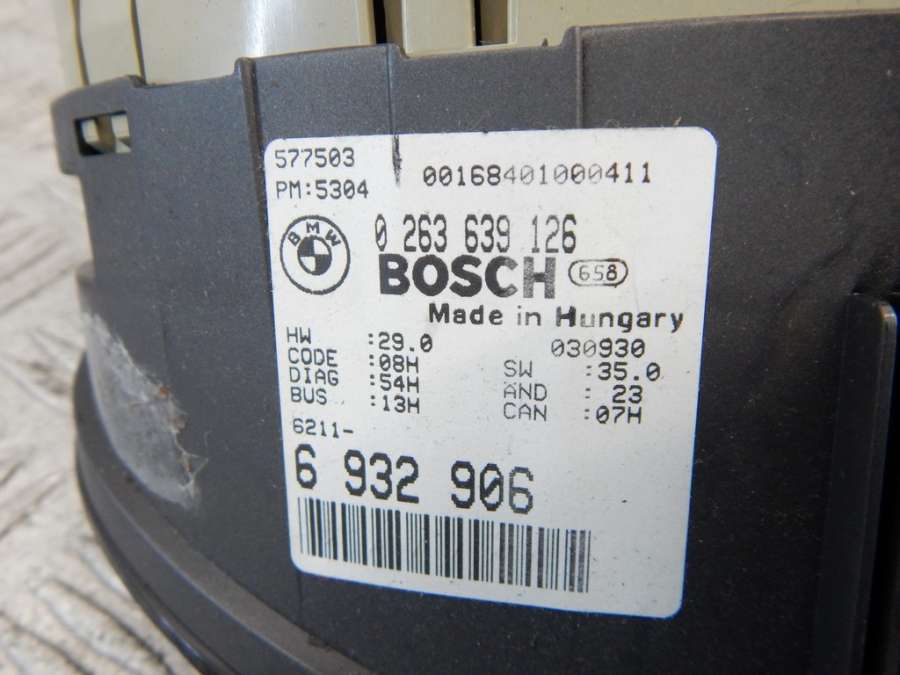 577503
PM:5304
00168401000411
BMW
0 263 639 126
BOSCH 658
Made in Hungary
030930
HW :29.0
CODE :08H
DIAG :54H
BUS :13H
SW :35.0
AND : 23
CAN :07H
6211-
6 932 906